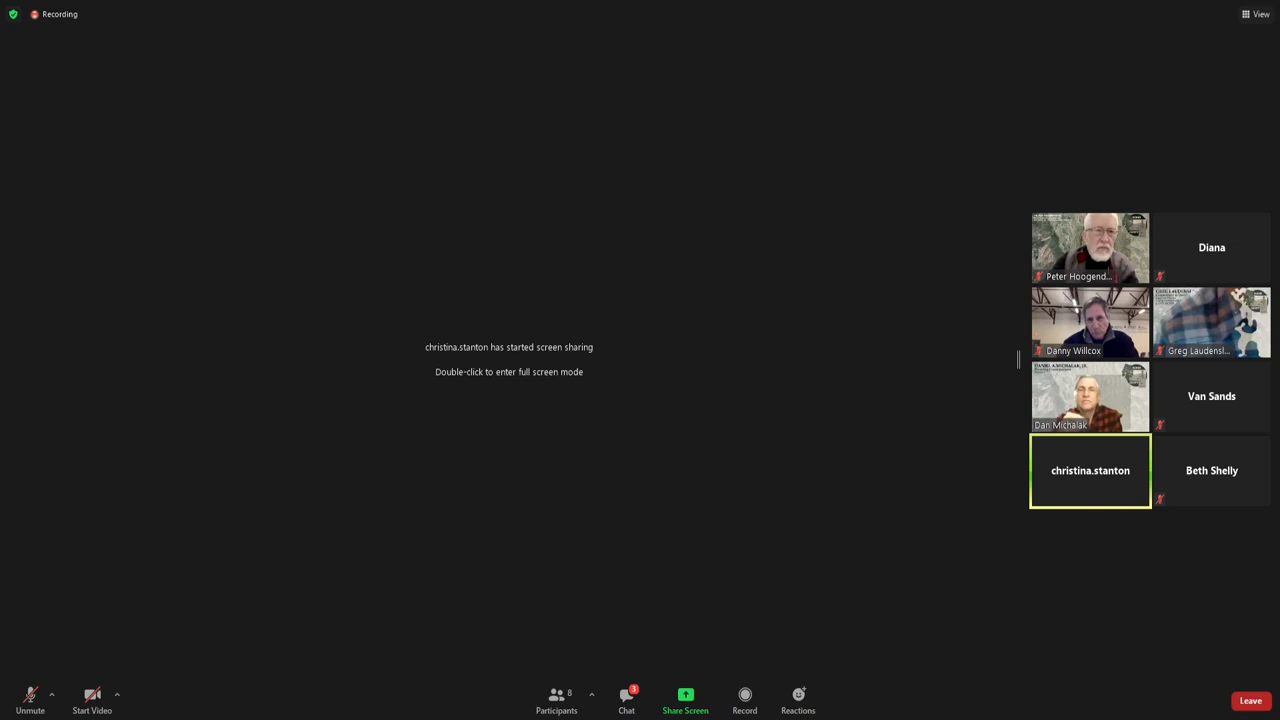 Recording
View
christina.stanton has started screen sharing
Double-click to enter full screen mode
Peter Hoogend...
Diana
Danny Willcox
Greg Laudensl...
Dan Michalak
Van Sands
christina.stanton
Beth Shelly
Unmute
Start Video
8
Participants
3
Chat
Share Screen
Record
Reactions
Leave